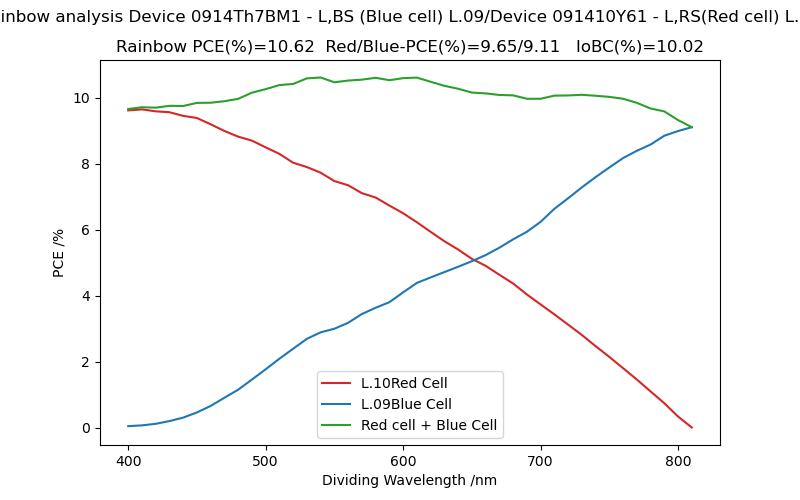 inbow analysis Device 0914Th7BM1 - L,BS (Blue cell) L.09/Device 091410Y61 - L,RS(Red cell) L.
Rainbow PCE(%)=10.62 Red/Blue-PCE(%)=9.65/9.11 IoBC(%)=10.02
10
8
6
4
2
0
PCE /%
L.10Red Cell
L.09Blue Cell
Red cell + Blue Cell
400 500 600 700 800
Dividing Wavelength /nm